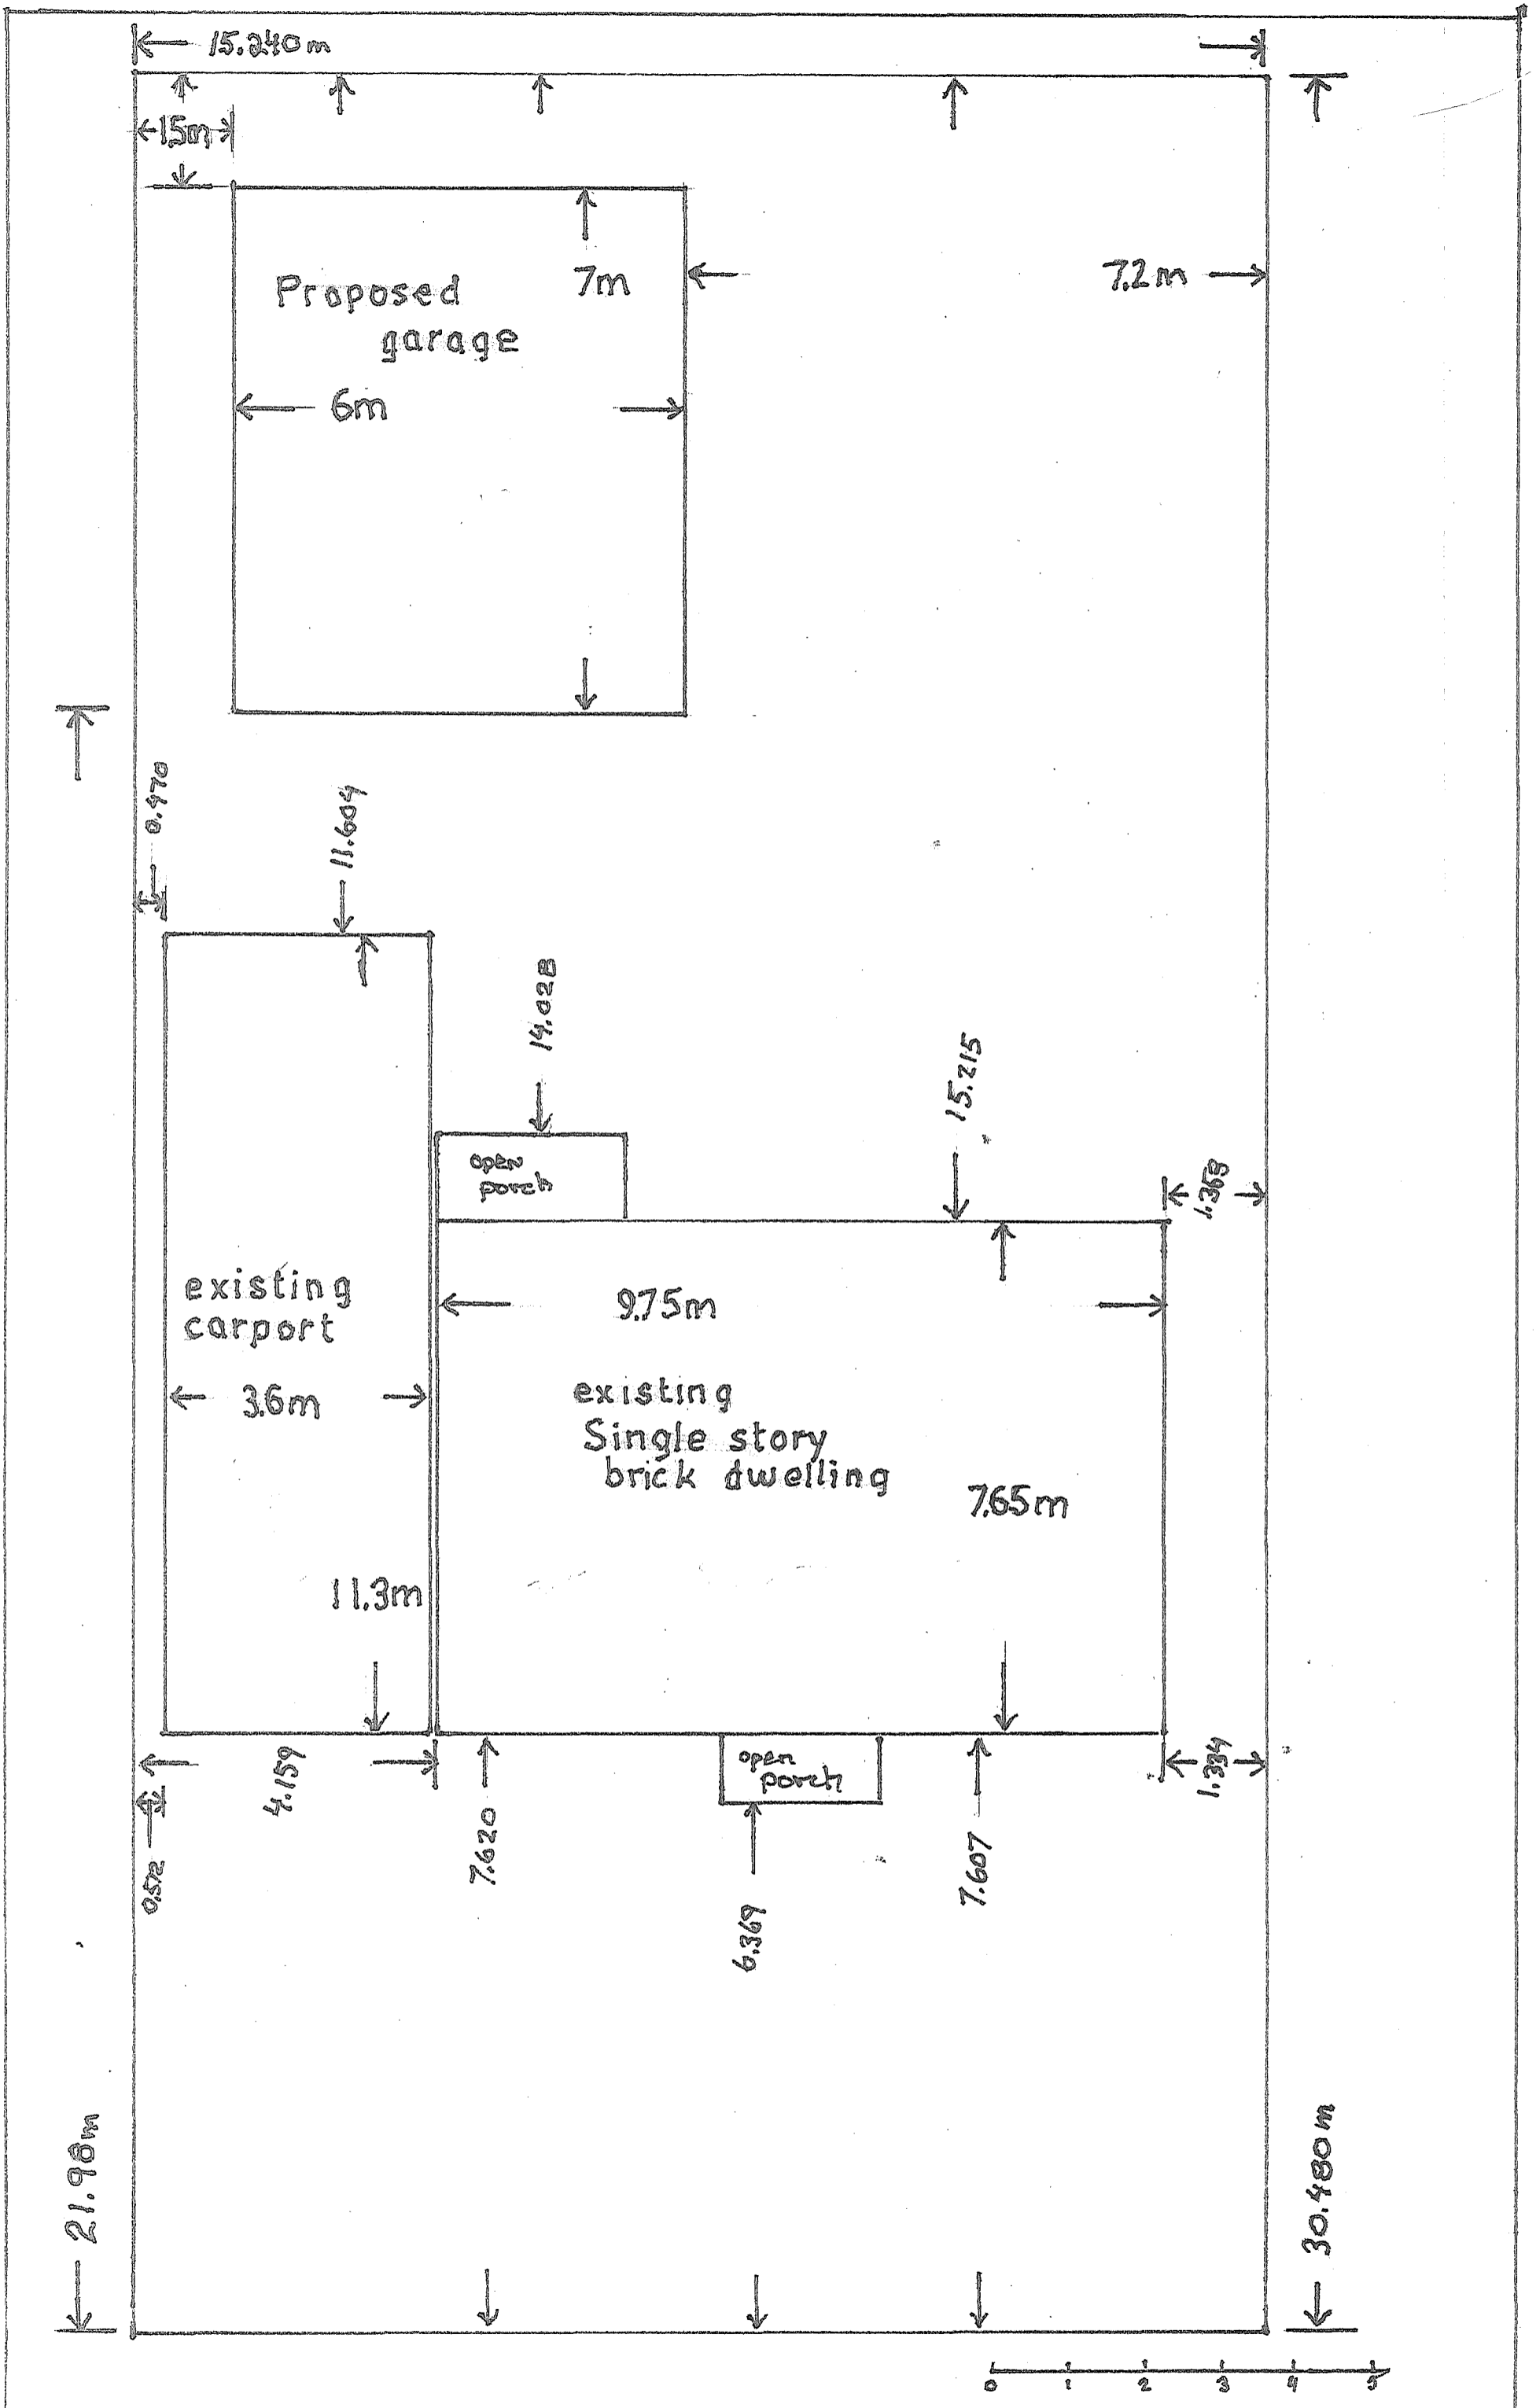 15.240m
1.5m
Proposed
garage
7m
7.2m
6m
0.470
11.604
14.028
15.215
1.368
open
porch
existing
carport
9.75m
3.6m
existing
Single story
brick dwelling
7.65m
11.3m
4.159
0.572
7.620
open
porch
6.369
7.607
1.334
21.98m
30.480m
0 1 2 3 4 5